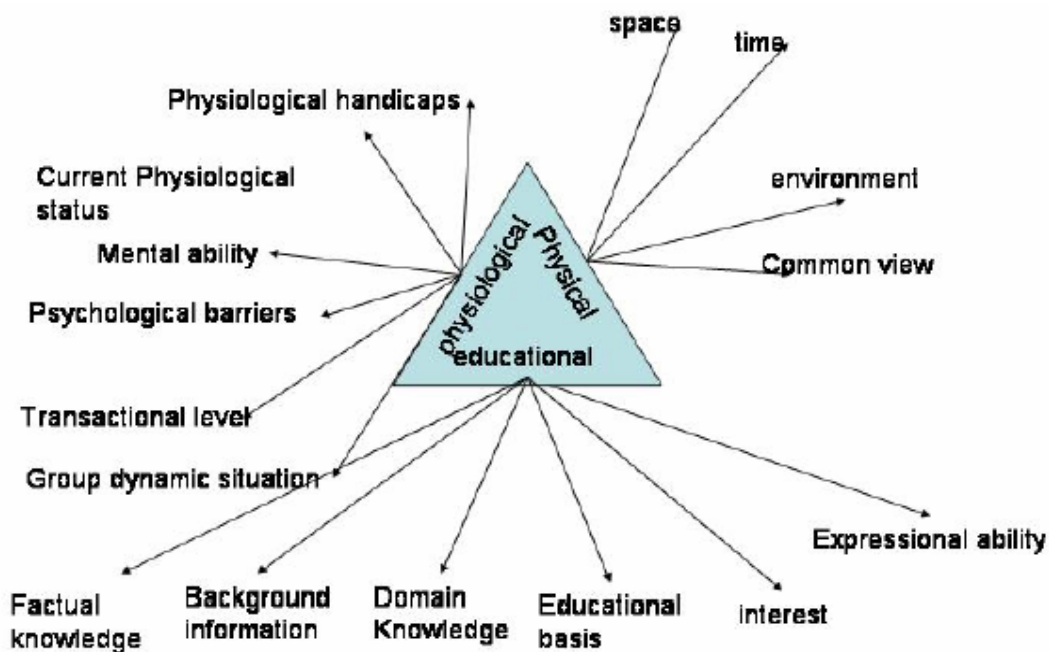 space
time
Physiological handicaps
Current Physiological
status
environment
Mental ability
Common view
Psychological barriers
physiological
Physical
educational
Transactional level
Group dynamic situation
Expressional ability
Factual
knowledge
Background
information
Domain
Knowledge
Educational
basis
interest